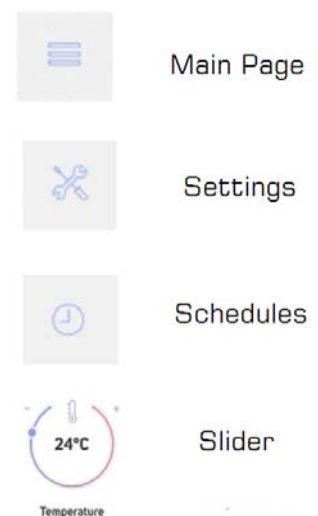 Main Page
Settings
Schedules
24°C
Slider
Temperature